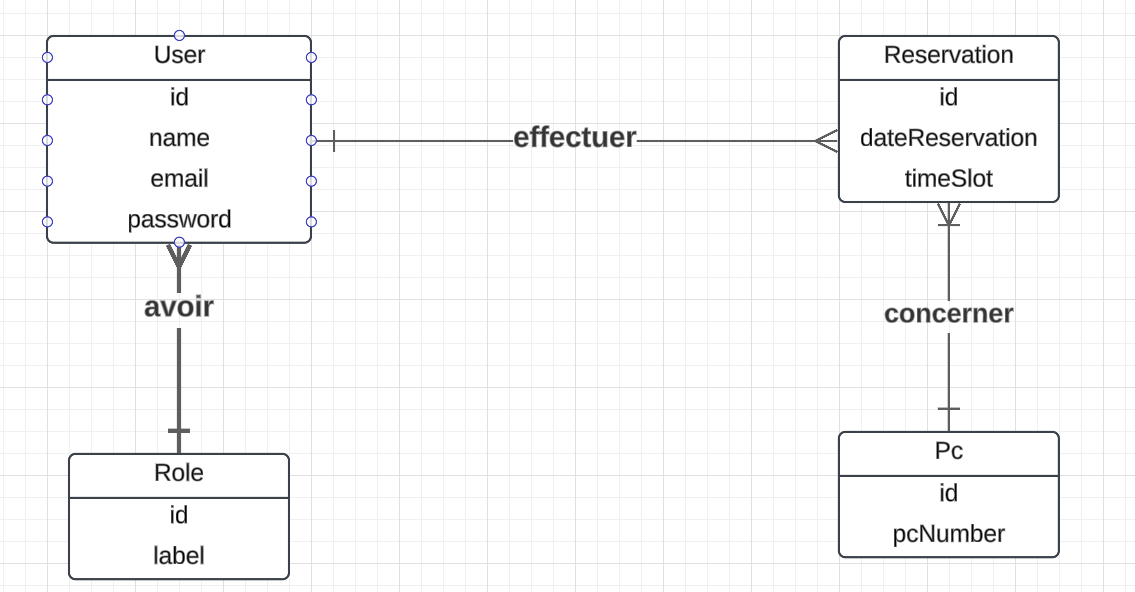 User
id
name
email
password
effectuer
Reservation
id
dateReservation
timeSlot
avoir
concerner
Role
id
label
Pc
id
pcNumber